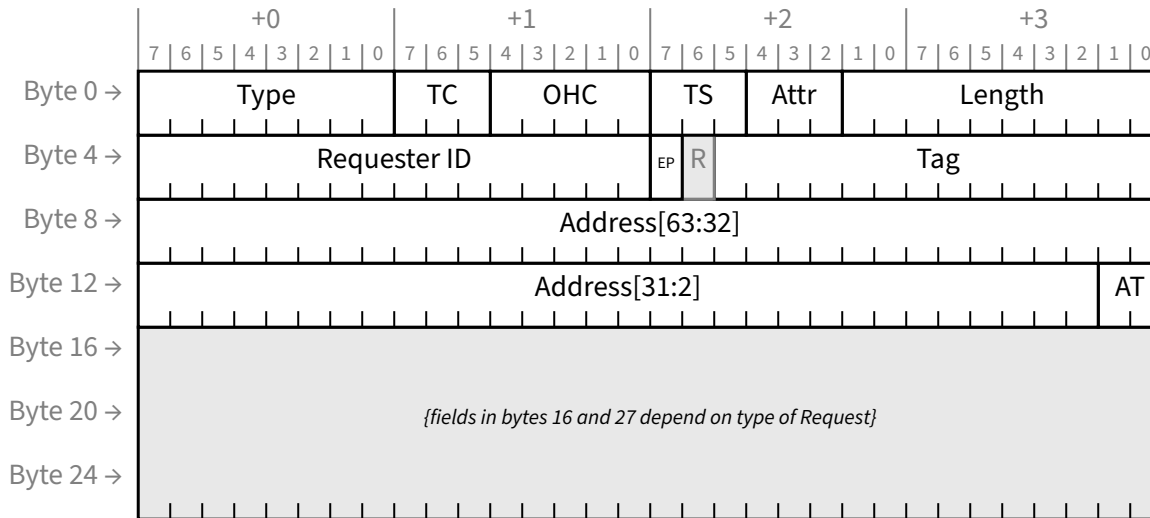 +0 +1 +2 +3
7 6 5 4 3 2 1 0 7 6 5 4 3 2 1 0 7 6 5 4 3 2 1 0 7 6 5 4 3 2 1 0
Byte 0 → Type TC OHC TS Attr Length
Byte 4 → Requester ID EP R Tag
Byte 8 → Address[63:32]
Byte 12 → Address[31:2] AT
Byte 16 →
Byte 20 → {fields in bytes 16 and 27 depend on type of Request}
Byte 24 →